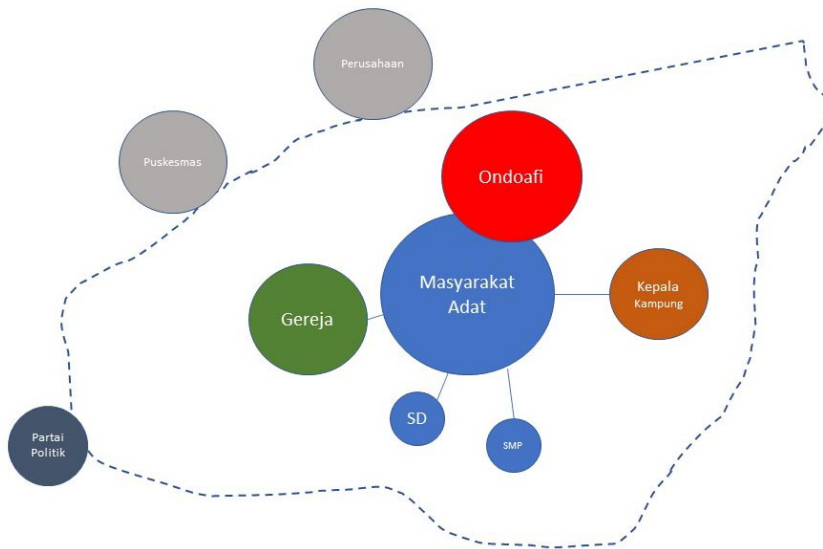 Perusahaan
Puskesmas
Ondoafi
Masyarakat
Adat
Kepala
Kampung
Gereja
SD
SMP
Partai
Politik